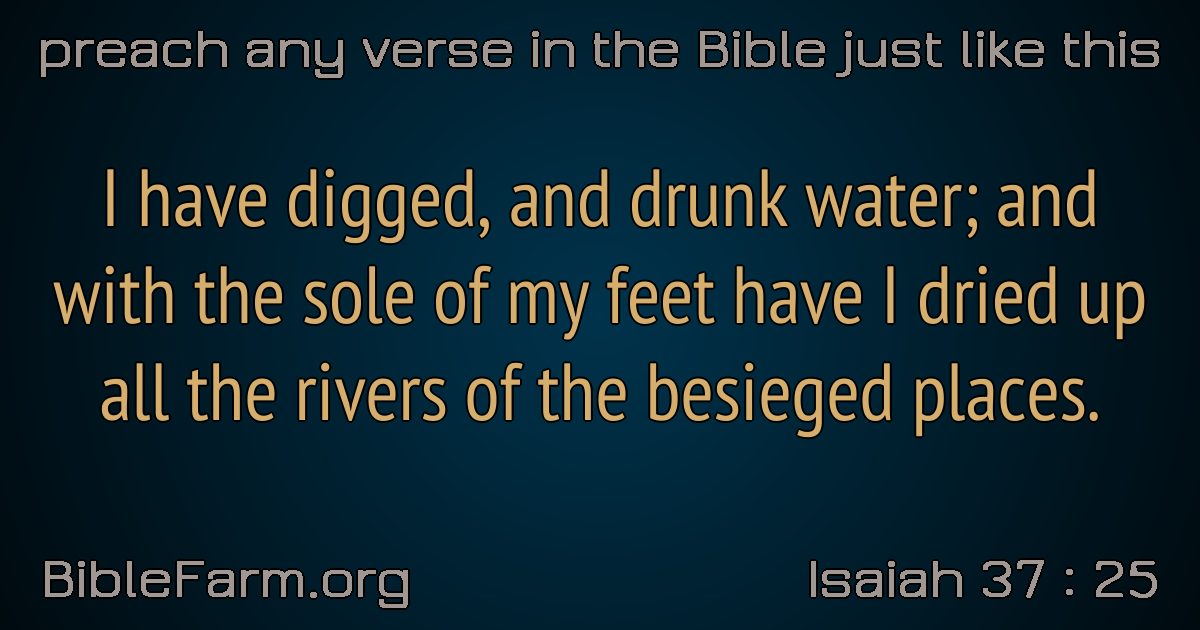 preach any verse in the Bible just like this
I have digged, and drunk water; and
with the sole of my feet have I dried up
all the rivers of the besieged places.
BibleFarm.org
Isaiah 37 : 25